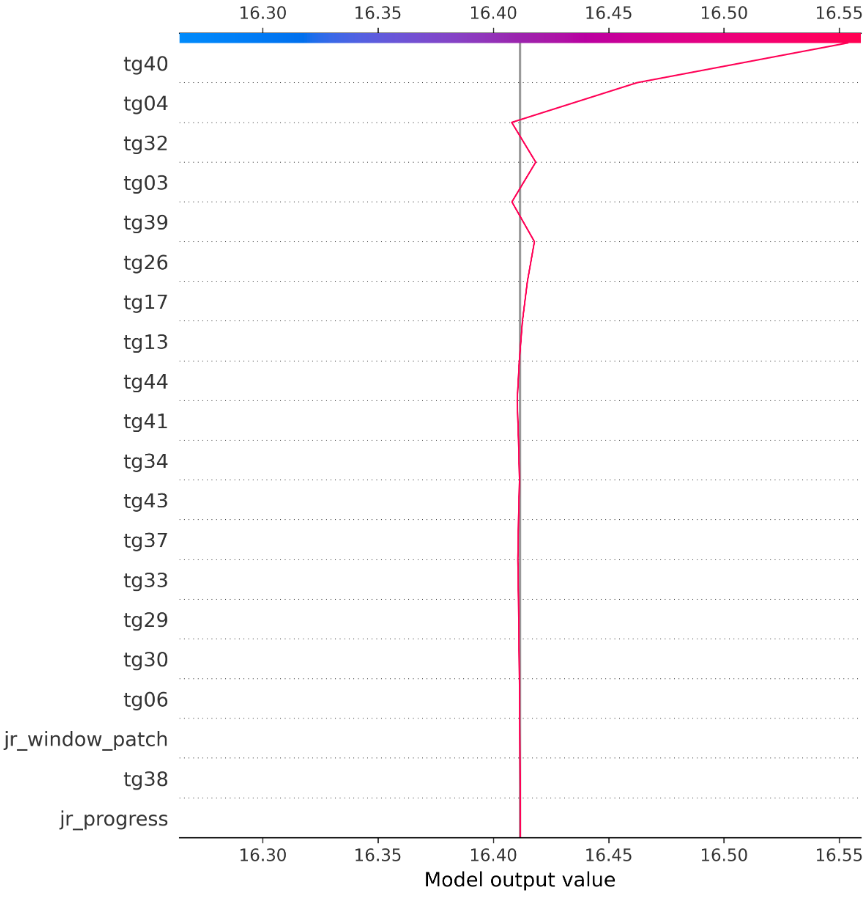 16.30 16.35 16.40 16.45 16.50 16.55
tg40
tg04
tg32
tg03
tg39
tg26
tg17
tg13
tg44
tg41
tg34
tg43
tg37
tg33
tg29
tg30
tg06
jr_window_patch
tg38
jr_progress
16.30 16.35 16.40 16.45 16.50 16.55
Model output value